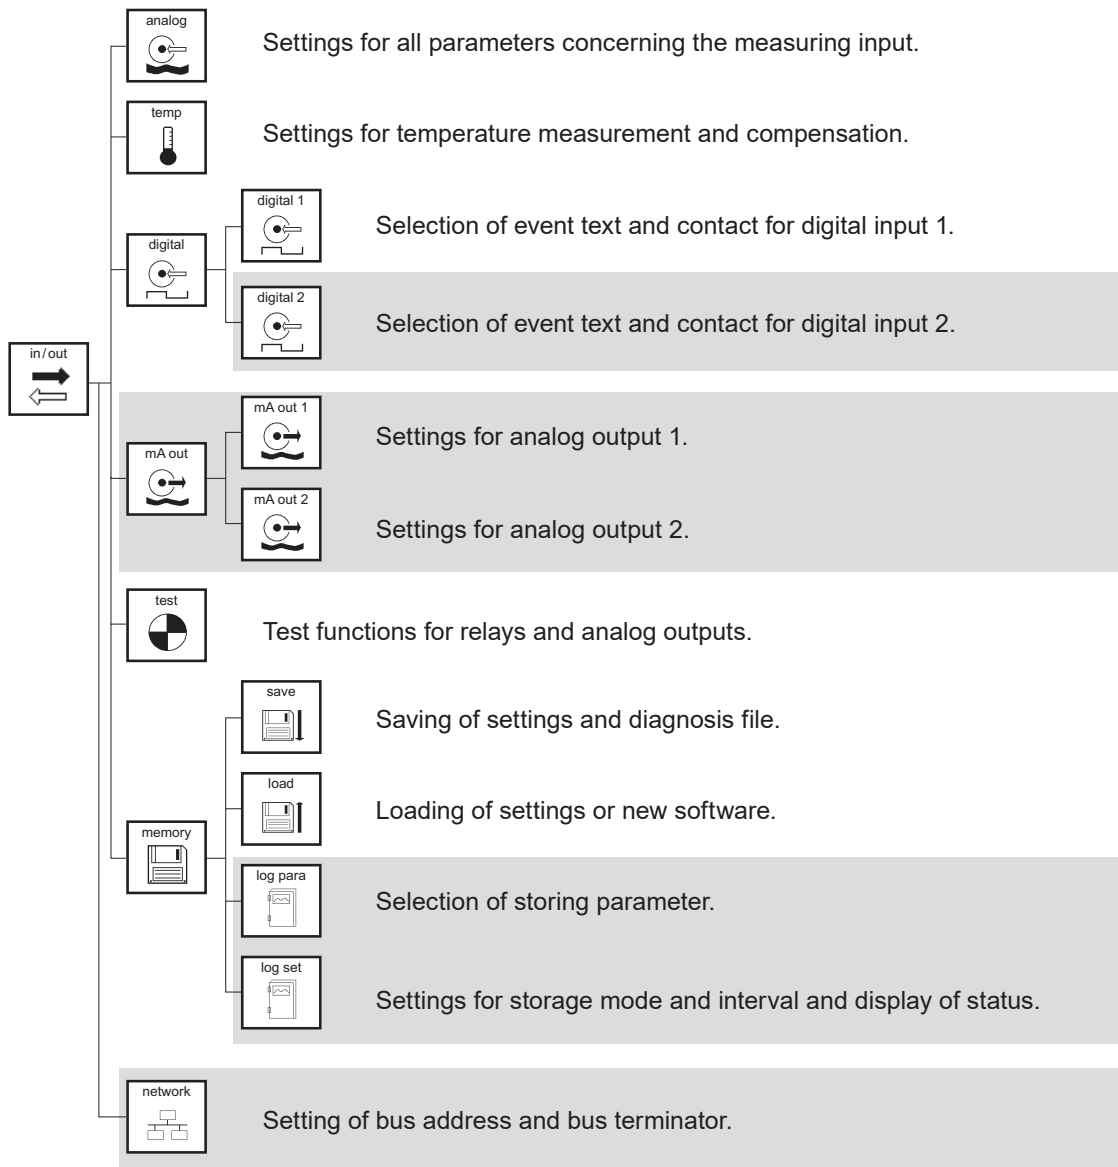 analog
Settings for all parameters concerning the measuring input.
temp
Settings for temperature measurement and compensation.
digital 1
Selection of event text and contact for digital input 1.
digital
digital 2
Selection of event text and contact for digital input 2.
in/out
mA out 1
Settings for analog output 1.
mA out
mA out 2
Settings for analog output 2.
test
Test functions for relays and analog outputs.
save
Saving of settings and diagnosis file.
load
Loading of settings or new software.
memory
log para
Selection of storing parameter.
log set
Settings for storage mode and interval and display of status.
network
Setting of bus address and bus terminator.